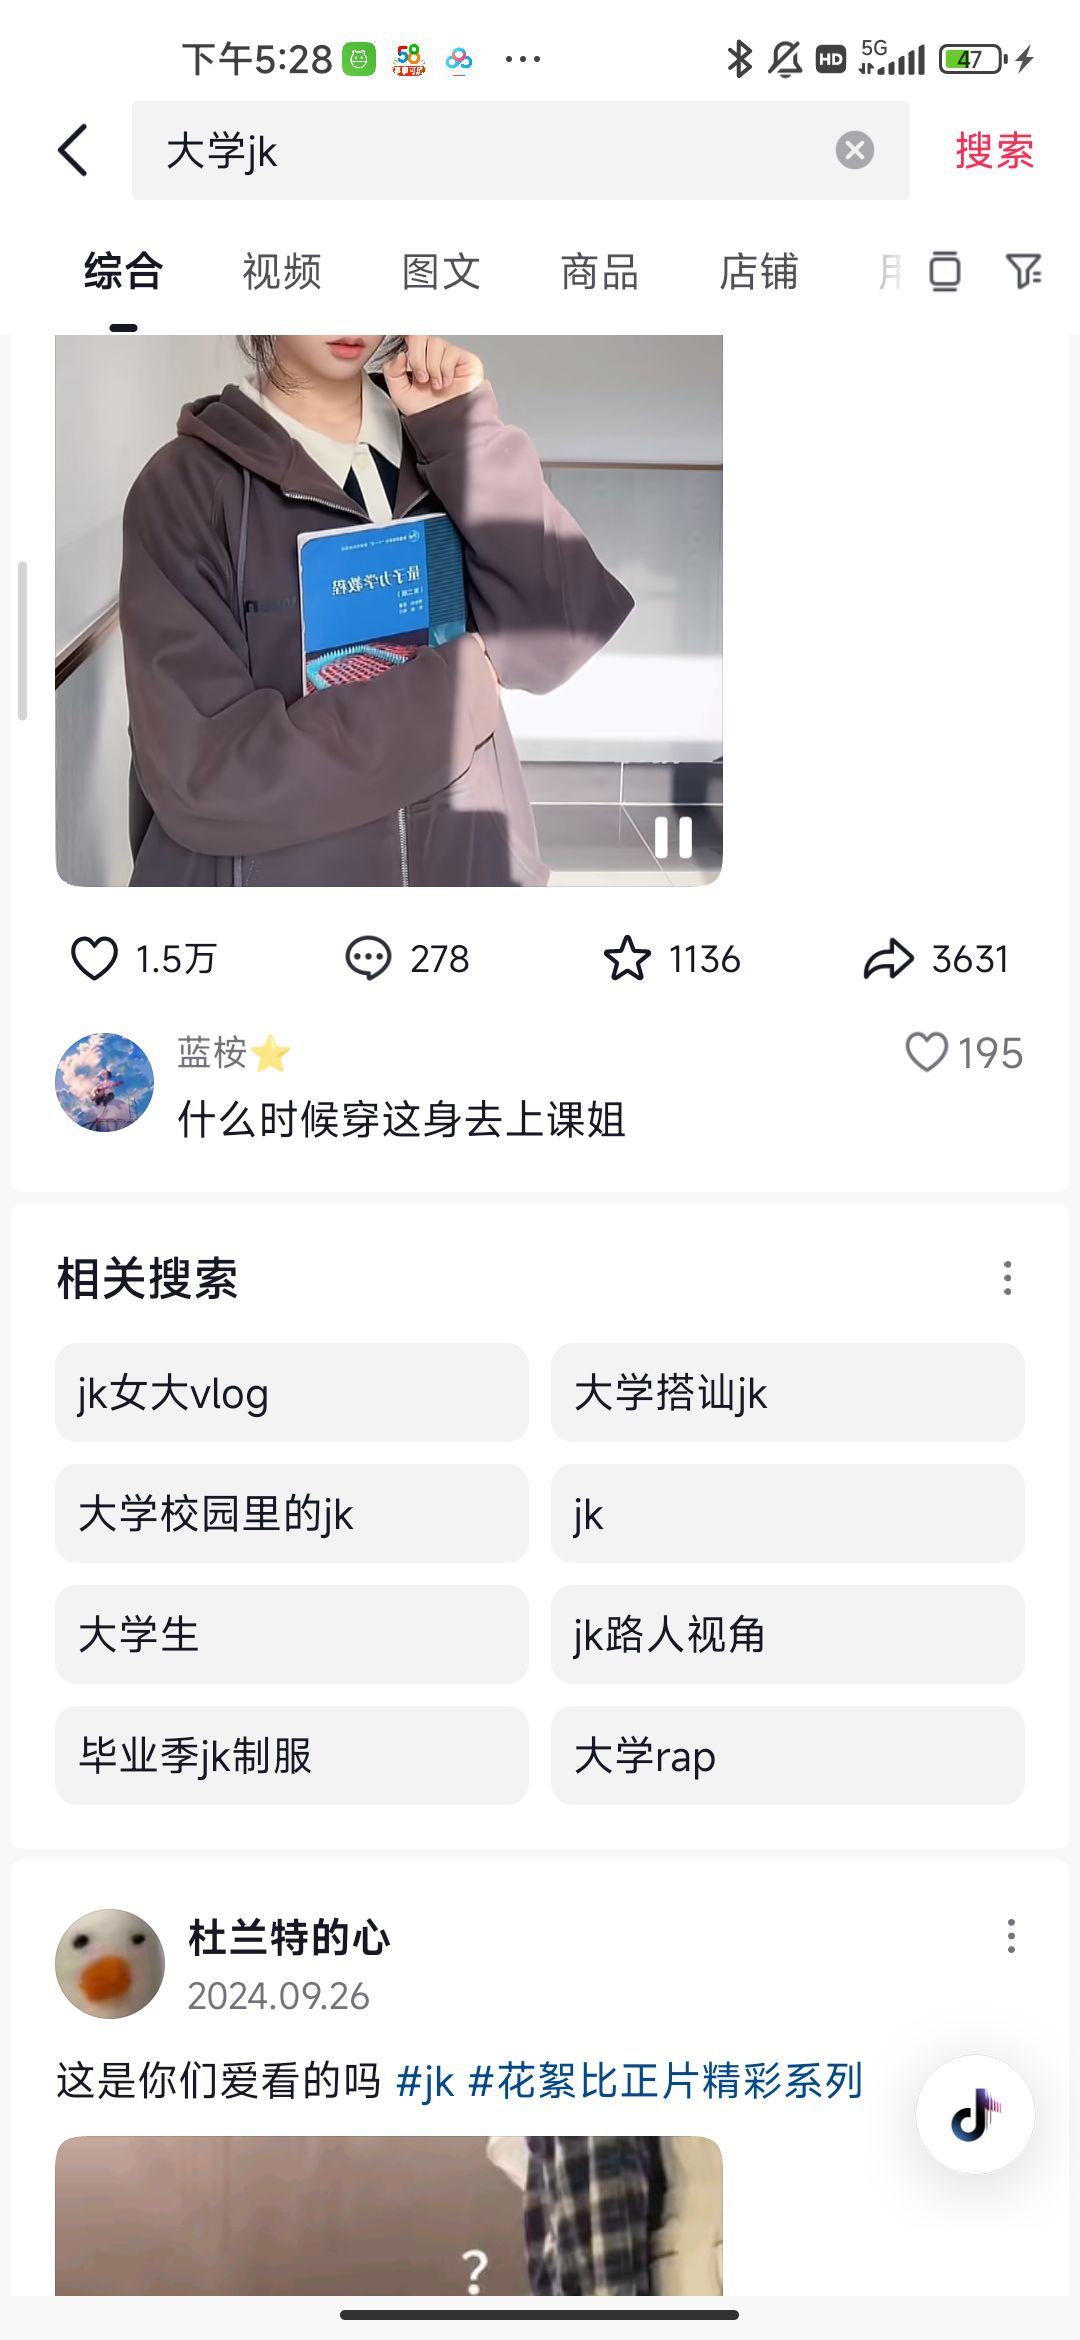 下午5:28
58
HD
5G
47
大学jk
搜索
综合
视频
图文
商品
店铺
量子力学教程
1.5万
278
1136
3631
蓝桉⭐
195
什么时候穿这身去上课姐
相关搜索
jk女大vlog
大学搭讪jk
大学校园里的jk
jk
大学生
jk路人视角
毕业季jk制服
大学rap
杜兰特的心
2024.09.26
这是你们爱看的吗 #jk #花絮比正片精彩系列
?